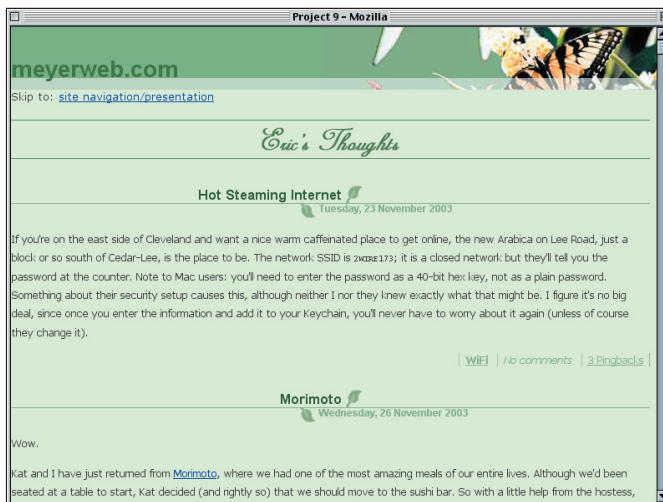 Project 9 – Mozilla
meyerweb.com
Skip to: site navigation/presentation
Eric's Thoughts
Hot Steaming Internet
Tuesday, 23 November 2003
If you're on the east side of Cleveland and want a nice warm caffeinated place to get online, the new Arabica on Lee Road, just a
block or so south of Cedar-Lee, is the place to be. The network SSID is 2WIRE173; it is a closed network but they'll tell you the
password at the counter. Note to Mac users: you'll need to enter the password as a 40-bit hex key, not as a plain password.
Something about their security setup causes this, although neither I nor they knew exactly what that might be. I figure it's no big
deal, since once you enter the information and add it to your Keychain, you'll never have to worry about it again (unless of course
they change it).
WiFi | No comments | 3 Pingbacks |
Morimoto
Wednesday, 26 November 2003
Wow.
Kat and I have just returned from Morimoto, where we had one of the most amazing meals of our entire lives. Although we'd been
seated at a table to start, Kat decided (and rightly so) that we should move to the sushi bar. So with a little help from the hostess,